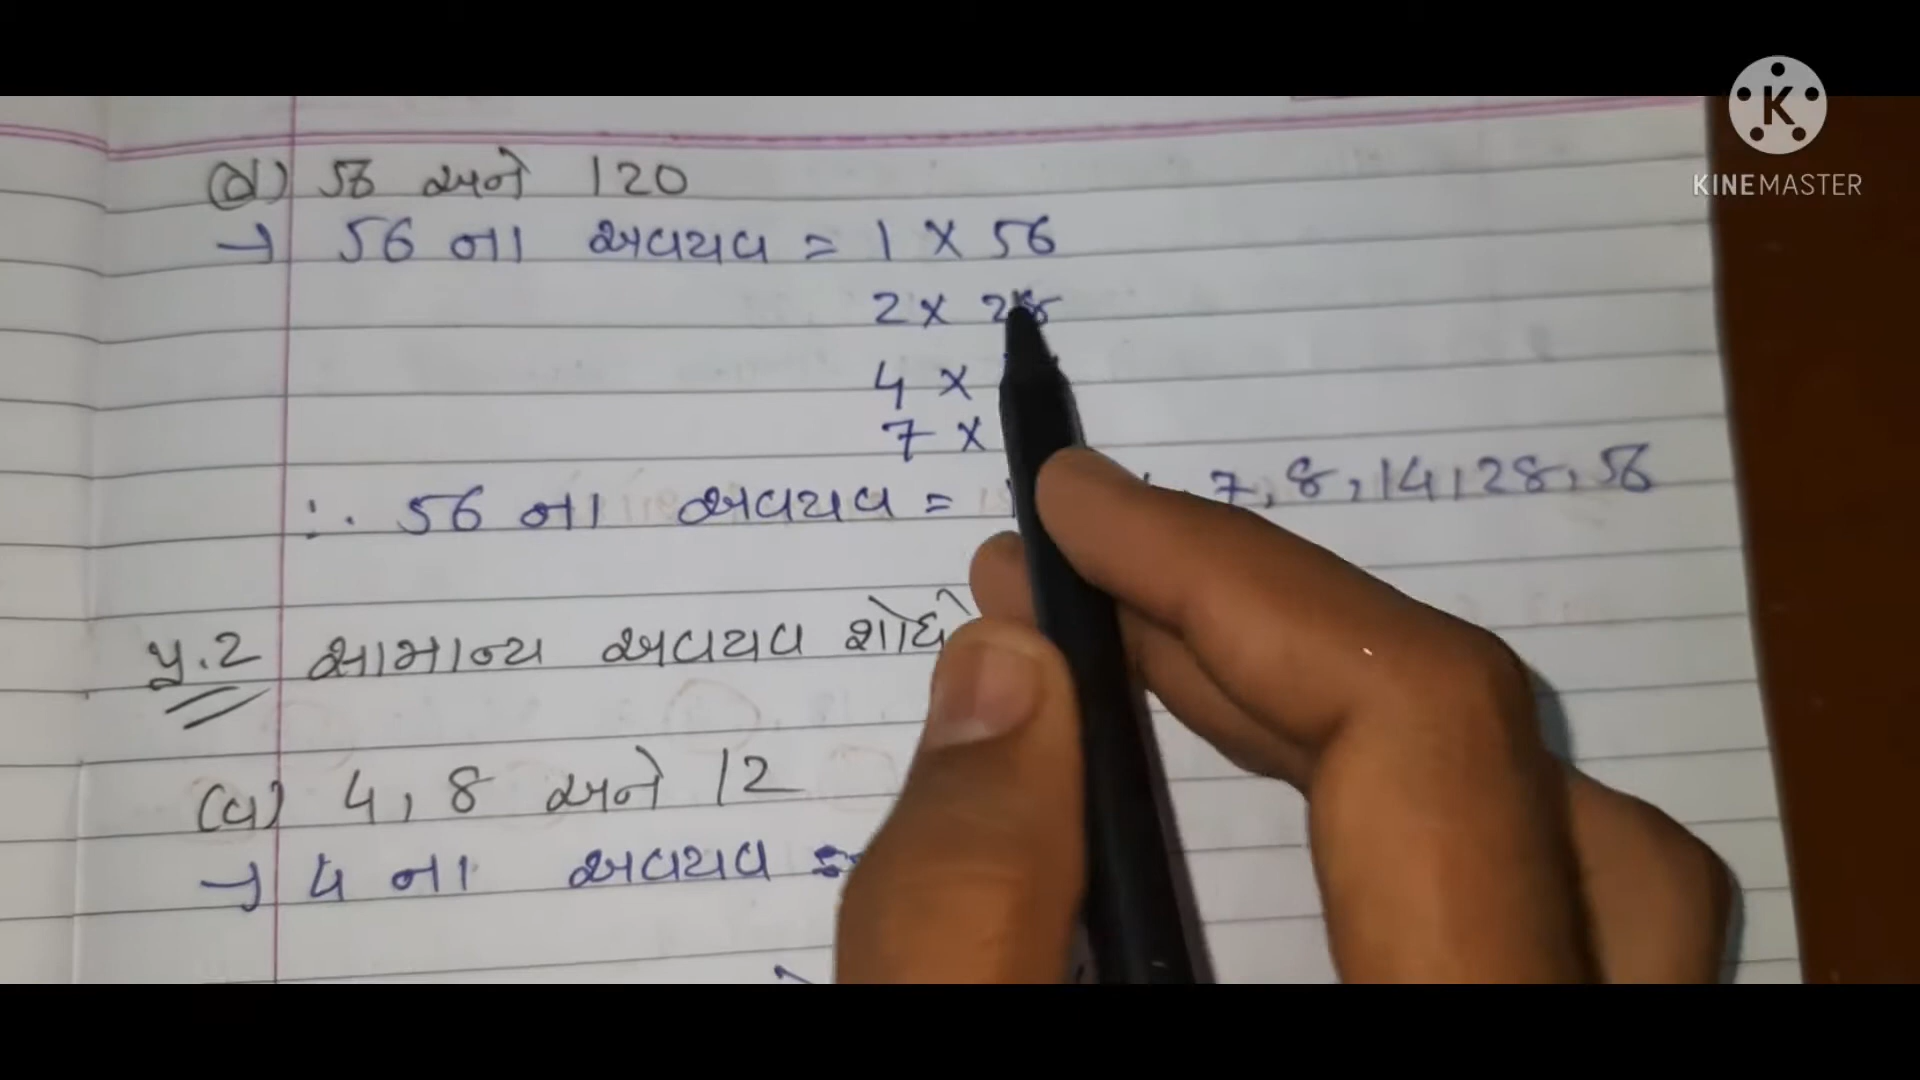 (ડ) 56 અને 120
→ 56 ના અવયવ = 1 × 56
2 × 28
4 ×
7 ×
∴ 56 ના અવયવ = 1 7, 8, 14, 28, 56
પ્ર.2 સામાન્ય અવયવ શોધો
(અ) 4, 8 અને 12
→ 4 ના અવયવ =
KINEMASTER